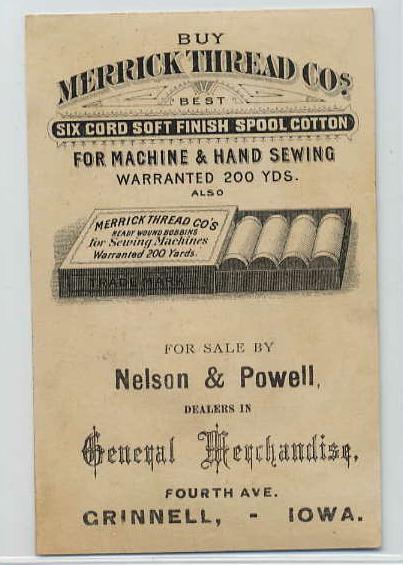 BUY
MERRICK THREAD COS.
BEST
SIX CORD SOFT FINISH SPOOL COTTON
FOR MACHINE & HAND SEWING
WARRANTED 200 YDS.
ALSO
MERRICK THREAD CO'S
READY WOUND BOBBINS
for Sewing Machines
Warranted 200 Yards.
TRADE MARK
FOR SALE BY
Nelson & Powell,
DEALERS IN
General Merchandise,
FOURTH AVE.
GRINNELL, - IOWA.